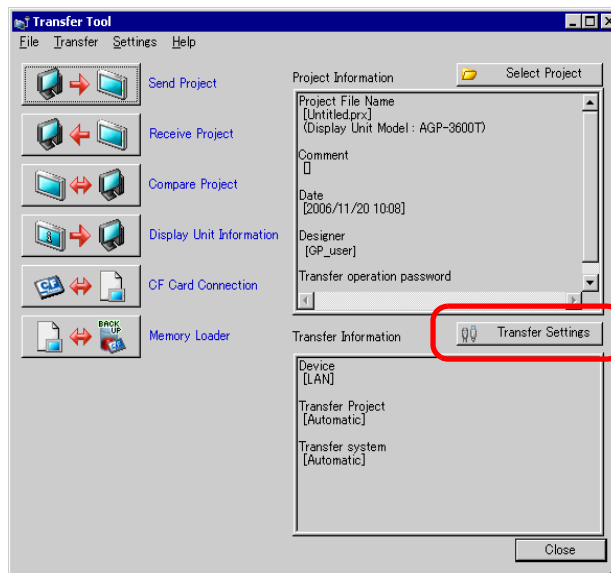 Transfer Tool
File Transfer Settings Help
Send Project
Project Information
Select Project
Receive Project
Compare Project
Display Unit Information
CF
CF Card Connection
BACK
UP
Memory Loader
Project File Name
[Untitled.prx]
(Display Unit Model : AGP-3600T)
Comment
[]
Date
[2006/11/20 10:08]
Designer
[GP_user]
Transfer operation password
Transfer Information
Transfer Settings
Device
[LAN]
Transfer Project
[Automatic]
Transfer system
[Automatic]
Close